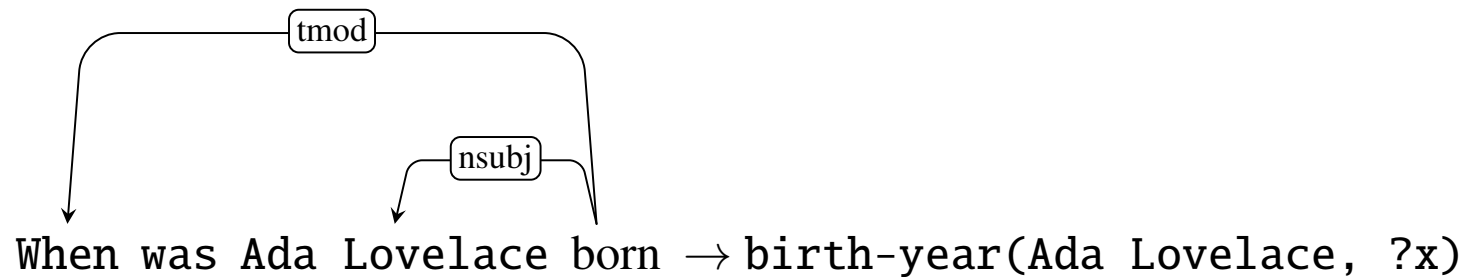 tmod
nsubj
When was Ada Lovelace born → birth-year(Ada Lovelace, ?x)